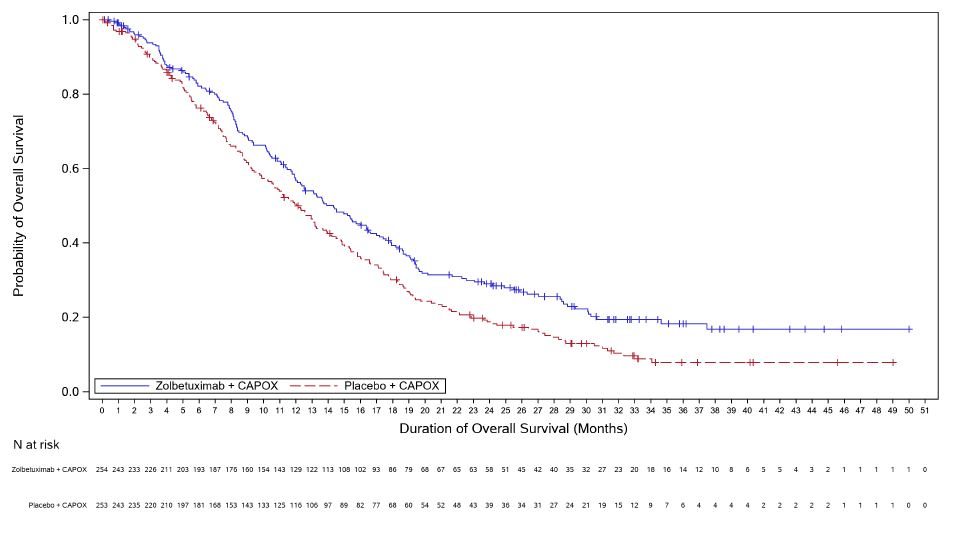 1.0
0.8
0.6
0.4
0.2
0.0
Probability of Overall Survival
Zolbetuximab + CAPOX Placebo + CAPOX
0 1 2 3 4 5 6 7 8 9 10 11 12 13 14 15 16 17 18 19 20 21 22 23 24 25 26 27 28 29 30 31 32 33 34 35 36 37 38 39 40 41 42 43 44 45 46 47 48 49 50 51
Duration of Overall Survival (Months)
N at risk
Zolbetuximab + CAPOX 254 243 233 226 211 203 193 187 176 160 154 143 129 122 113 108 102 93 86 79 68 67 65 63 58 51 45 42 40 35 32 27 23 20 18 16 14 12 10 8 6 5 5 4 3 2 1 1 1 1 1 0
Placebo + CAPOX 253 243 235 220 210 197 181 168 153 143 133 125 116 106 97 89 82 77 68 60 54 52 48 43 39 36 34 31 27 24 21 19 15 12 9 7 6 4 4 4 4 2 2 2 2 2 1 1 1 1 0 0